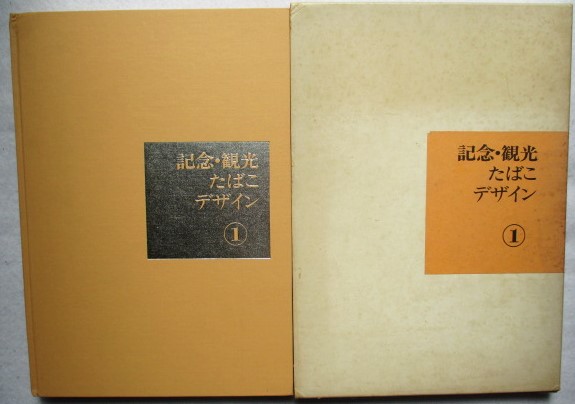 記念・観光
たばこ
デザイン
①
記念・観光
たばこ
デザイン
①